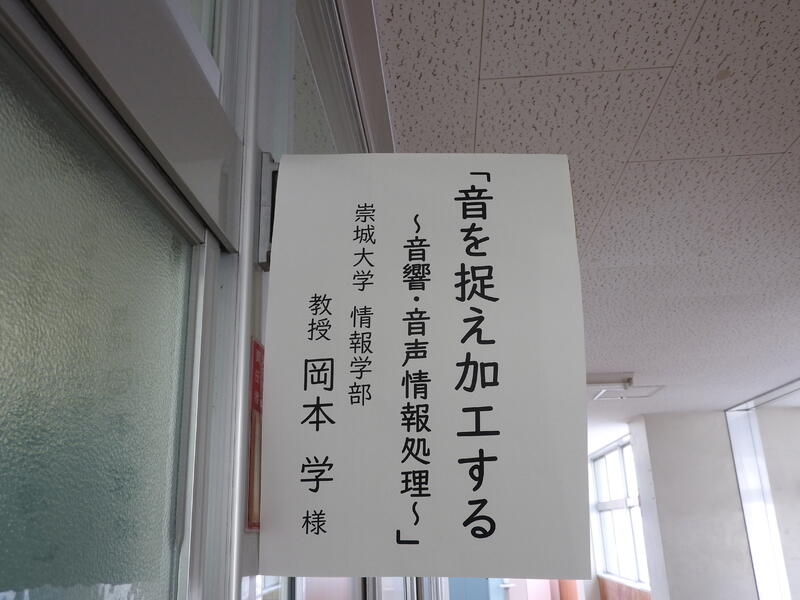 「音を捉え加工する
～音響・音声情報処理～」
崇城大学 情報学部
教授 岡本 学 様